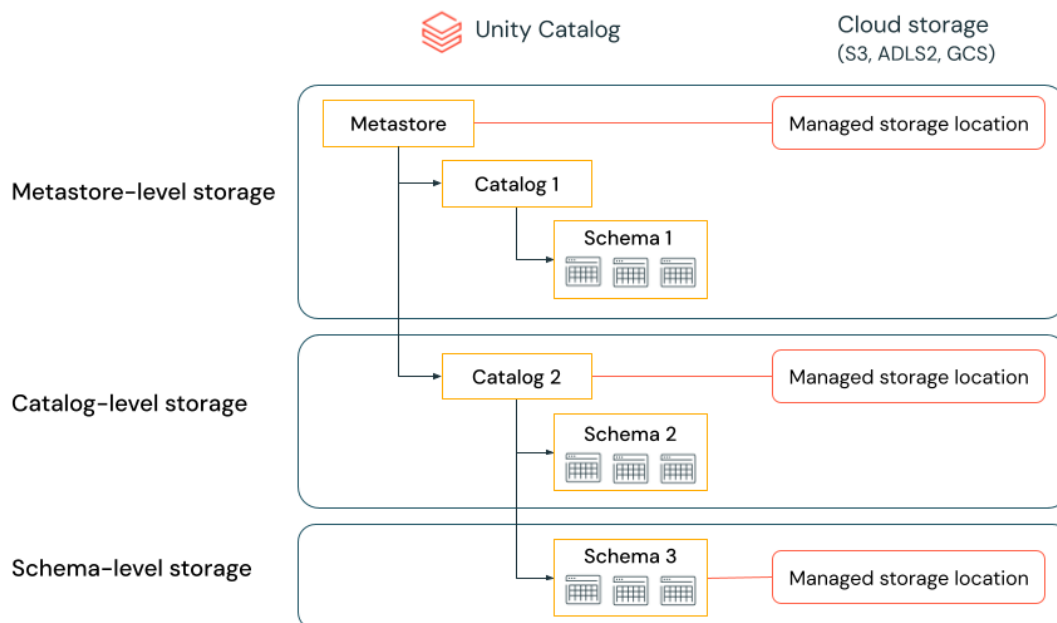 Unity Catalog
Cloud storage
(S3, ADLS2, GCS)
Metastore
Managed storage location
Metastore-level storage
Catalog 1
Schema 1
Catalog 2
Managed storage location
Catalog-level storage
Schema 2
Schema 3
Schema-level storage
Managed storage location